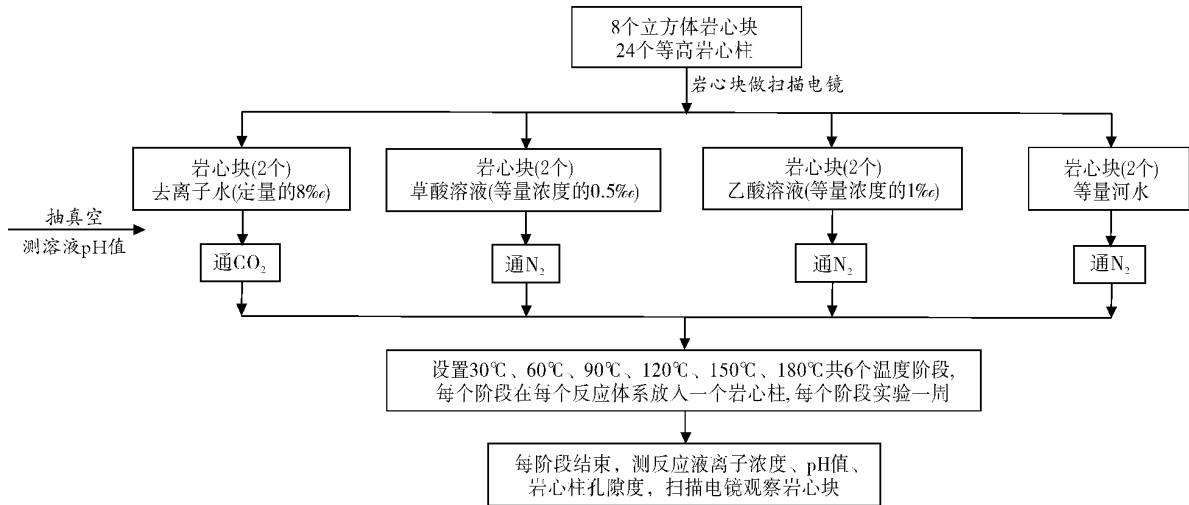 8个立方体岩心块
24个等高岩心柱
岩心块做扫描电镜
岩心块(2个)
去离子水(定量的8‰)
岩心块(2个)
草酸溶液(等量浓度的0.5‰)
岩心块(2个)
乙酸溶液(等量浓度的1‰)
岩心块(2个)
等量河水
抽真空
测溶液pH值
通CO₂
通N₂
通N₂
通N₂
设置30℃、60℃、90℃、120℃、150℃、180℃共6个温度阶段,
每个阶段在每个反应体系放入一个岩心柱, 每个阶段实验一周
每阶段结束，测反应液离子浓度、pH值、
岩心柱孔隙度，扫描电镜观察岩心块